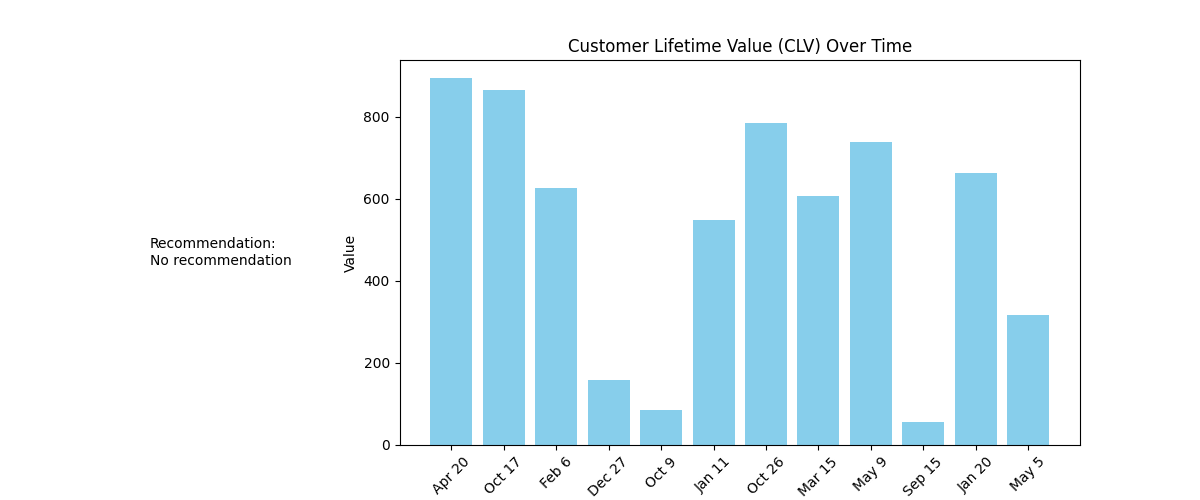 Customer Lifetime Value (CLV) Over Time
Recommendation:
No recommendation
Value
800
600
400
200
0
Apr 20
Oct 17
Feb 6
Dec 27
Oct 9
Jan 11
Oct 26
Mar 15
May 9
Sep 15
Jan 20
May 5